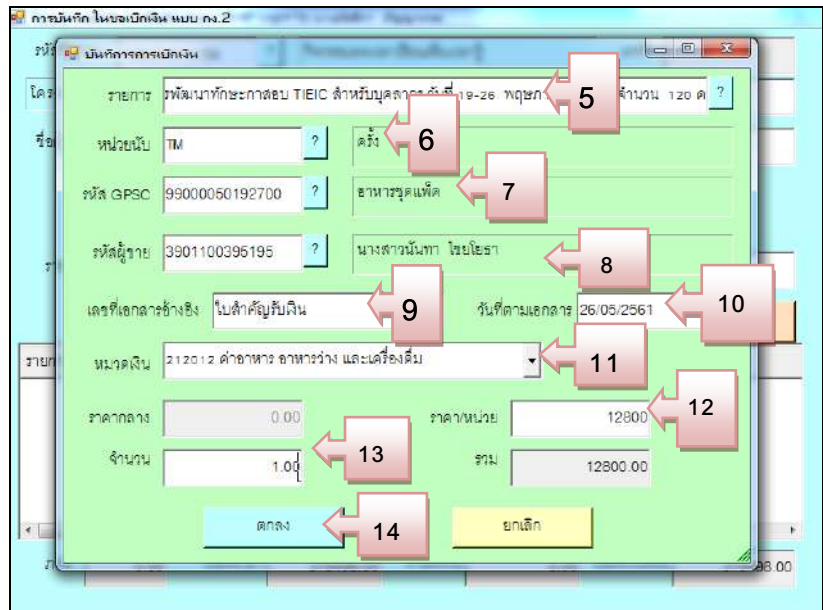 การบันทึก ใบขอเบิกเงิน แบบ กง.2
บันทึกการการเบิกเงิน
รายการ รพัฒนาทักษะกาสอบ TIEIC สำหรับบุคลากร วันที่ 19-26 พฤษภา 5 จำนวน 120 ค ?
หน่วยนับ TM ? ครั้ง 6
รหัส GPSC 99000050192700 ? อาหารชุดแพ็ค 7
รหัสผู้ขาย 3901100395195 ? นางสาวนันทา ไชยโยธา 8
เลขที่เอกสารอ้างอิง ใบสำคัญรับเงิน 9 วันที่ตามเอกสาร 26/05/2561 10
หมวดเงิน 212012 ค่าอาหาร อาหารว่าง และเครื่องดื่ม 11
ราคากลาง 0.00 ราคา/หน่วย 12800 12
จำนวน 1.00 13 รวม 12800.00
ตกลง 14 ยกเลิก
98.00